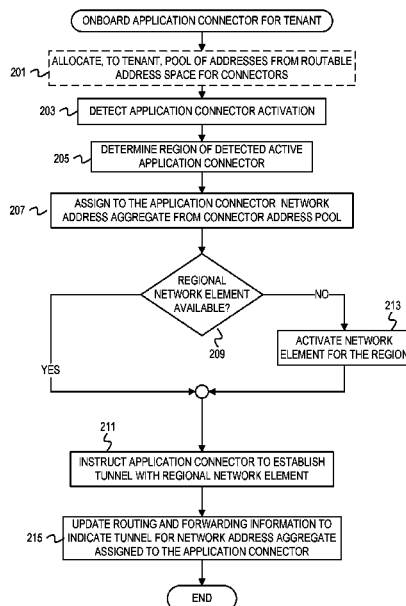 ONBOARD APPLICATION CONNECTOR FOR TENANT
ALLOCATE, TO TENANT, POOL OF ADDRESSES FROM ROUTABLE
ADDRESS SPACE FOR CONNECTORS
201
DETECT APPLICATION CONNECTOR ACTIVATION
203
DETERMINE REGION OF DETECTED ACTIVE
APPLICATION CONNECTOR
205
ASSIGN TO THE APPLICATION CONNECTOR NETWORK
ADDRESS AGGREGATE FROM CONNECTOR ADDRESS POOL
207
REGIONAL
NETWORK ELEMENT
AVAILABLE?
209
NO
213
ACTIVATE NETWORK
ELEMENT FOR THE REGION
YES
211
INSTRUCT APPLICATION CONNECTOR TO ESTABLISH
TUNNEL WITH REGIONAL NETWORK ELEMENT
UPDATE ROUTING AND FORWARDING INFORMATION TO
INDICATE TUNNEL FOR NETWORK ADDRESS AGGREGATE
ASSIGNED TO THE APPLICATION CONNECTOR
215
END